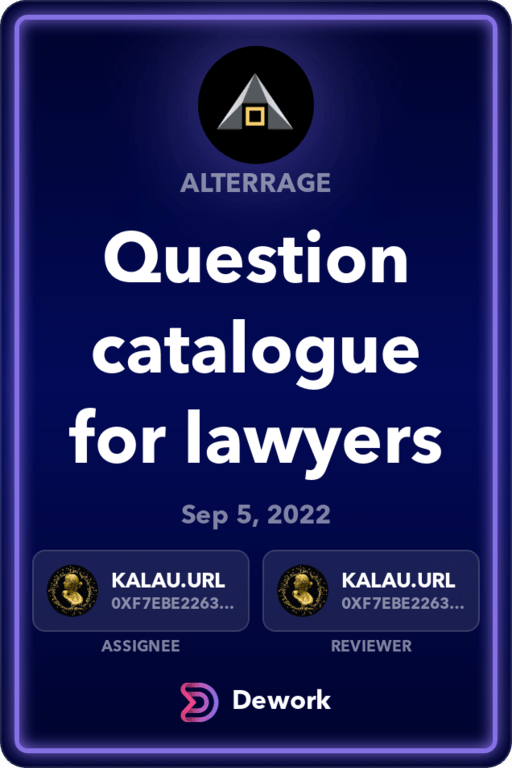 ALTERRAGE
Question
catalogue
for lawyers
Sep 5, 2022
KALAU.URL
0XF7EBE2263...
ASSIGNEE
KALAU.URL
0XF7EBE2263...
REVIEWER
Dework